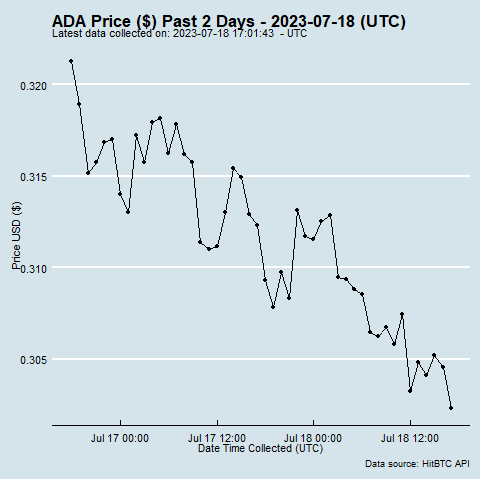 ADA Price ($) Past 2 Days - 2023-07-18 (UTC)
Latest data collected on: 2023-07-18 17:01:43 - UTC
0.320
0.315
0.310
0.305
Price USD ($)
Jul 17 00:00 Jul 17 12:00 Jul 18 00:00 Jul 18 12:00
Date Time Collected (UTC)
Data source: HitBTC API